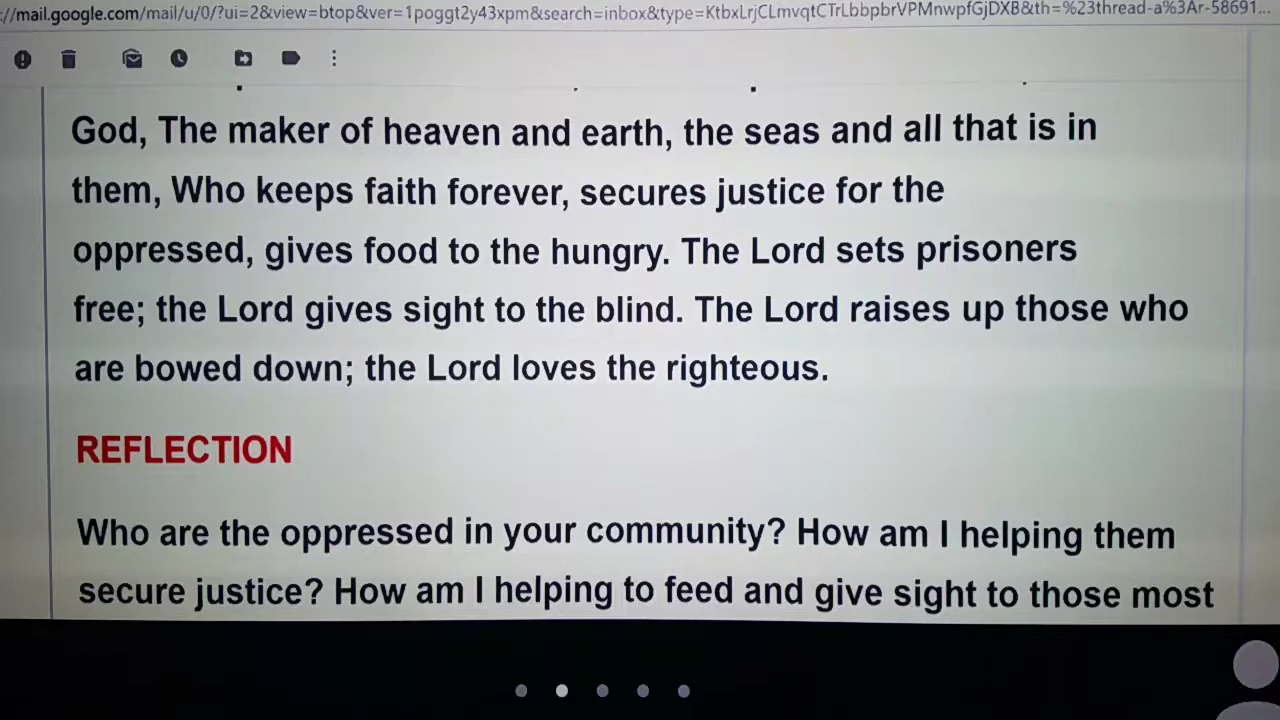 ://mail.google.com/mail/u/0/?ui=2&view=btop&ver=1poggt2y43xpm&search=inbox&type=KtbxLrjCLmvqtCTrLbbpbrVPMnwpfGjDXB&th=%23thread-a%3Ar-58691...
God, The maker of heaven and earth, the seas and all that is in
them, Who keeps faith forever, secures justice for the
oppressed, gives food to the hungry. The Lord sets prisoners
free; the Lord gives sight to the blind. The Lord raises up those who
are bowed down; the Lord loves the righteous.
REFLECTION
Who are the oppressed in your community? How am I helping them
secure justice? How am I helping to feed and give sight to those most